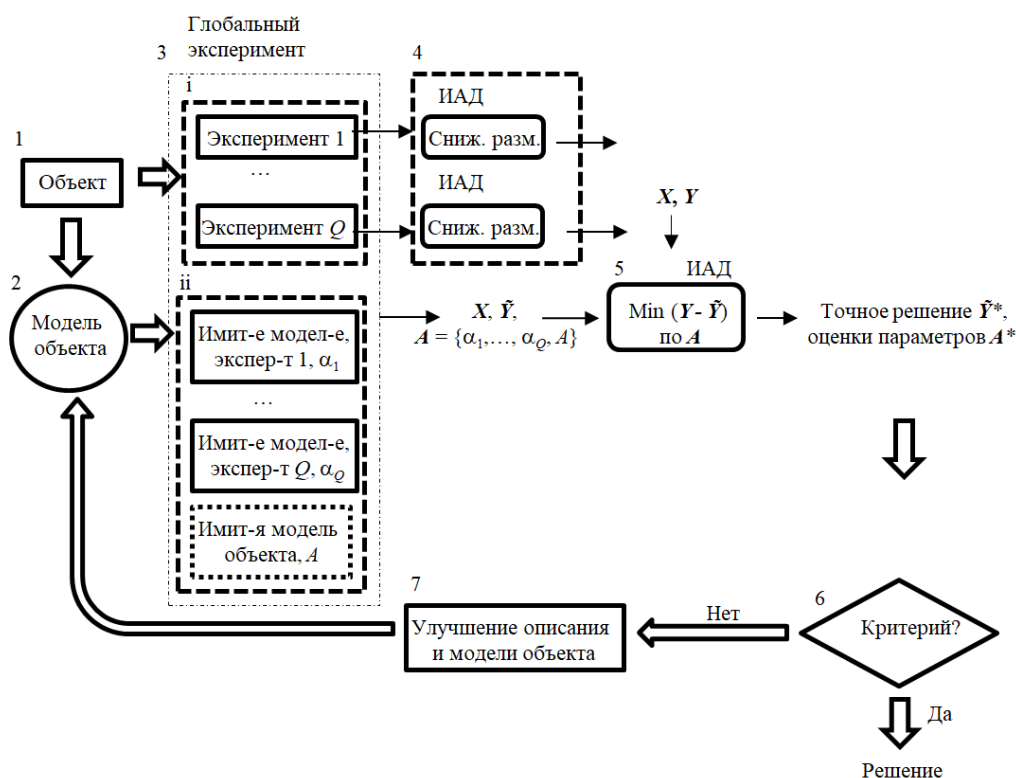 Глобальный
эксперимент
3
4
i
ИАД
1
Эксперимент 1
Сниж. разм.
...
Объект
ИАД
X, Y
Эксперимент Q
Сниж. разм.
5
ИАД
2
ii
Модель
объекта
Имит-е модел-е,
экспер-т 1, α₁
X, Ỹ,
A = {α₁,…, α_Q, A}
Min (Y- Ỹ)
по A
Точное решение Ỹ*,
оценки параметров A*
...
Имит-е модел-е,
экспер-т Q, α_Q
Имит-я модель
объекта, A
7
Улучшение описания
и модели объекта
Нет
6
Критерий?
Да
Решение